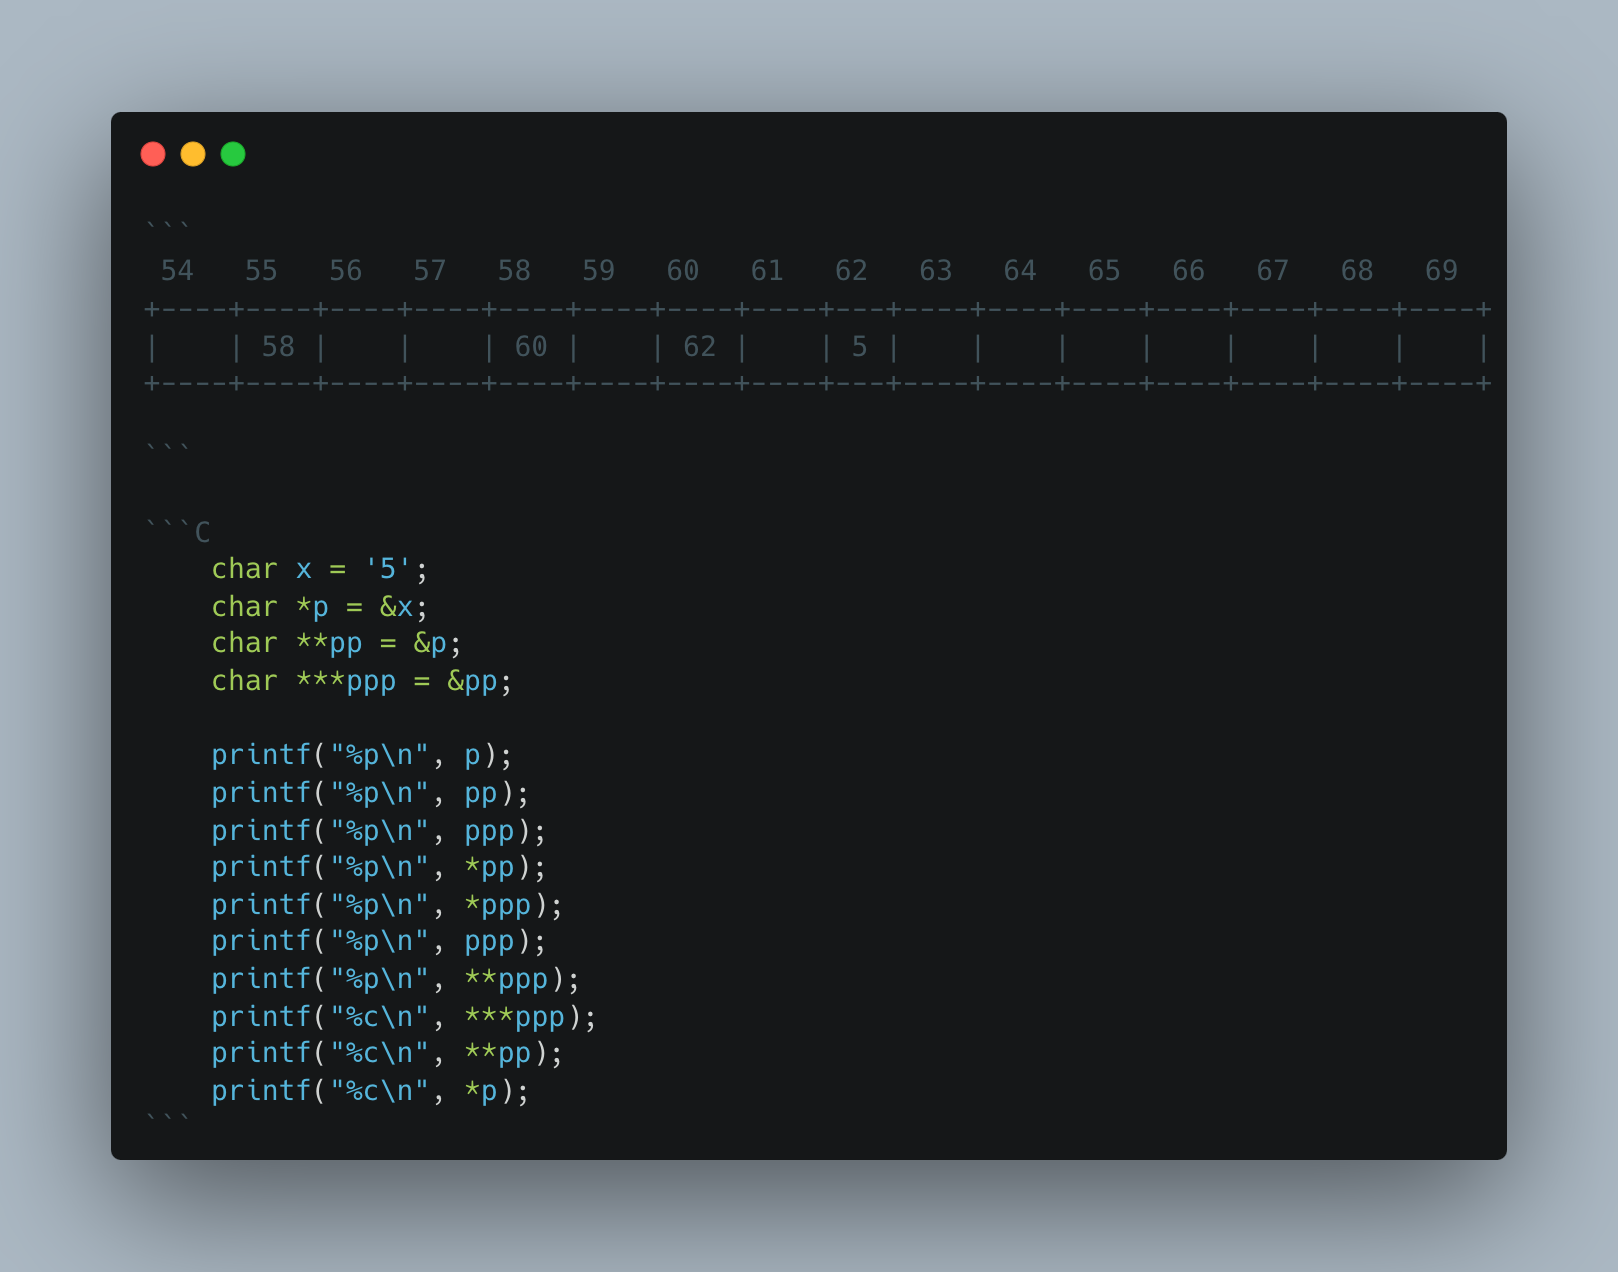 ```
 54   55   56   57   58   59   60   61   62   63   64   65   66   67   68   69
+----+----+----+----+----+----+----+----+---+----+----+----+----+----+----+----+
|    | 58 |    |    | 60 |    | 62 |    | 5 |    |    |    |    |    |    |    |
+----+----+----+----+----+----+----+----+---+----+----+----+----+----+----+----+

```

```C
    char x = '5';
    char *p = &x;
    char **pp = &p;
    char ***ppp = &pp;

    printf("%p\n", p);
    printf("%p\n", pp);
    printf("%p\n", ppp);
    printf("%p\n", *pp);
    printf("%p\n", *ppp);
    printf("%p\n", ppp);
    printf("%p\n", **ppp);
    printf("%c\n", ***ppp);
    printf("%c\n", **pp);
    printf("%c\n", *p);
```